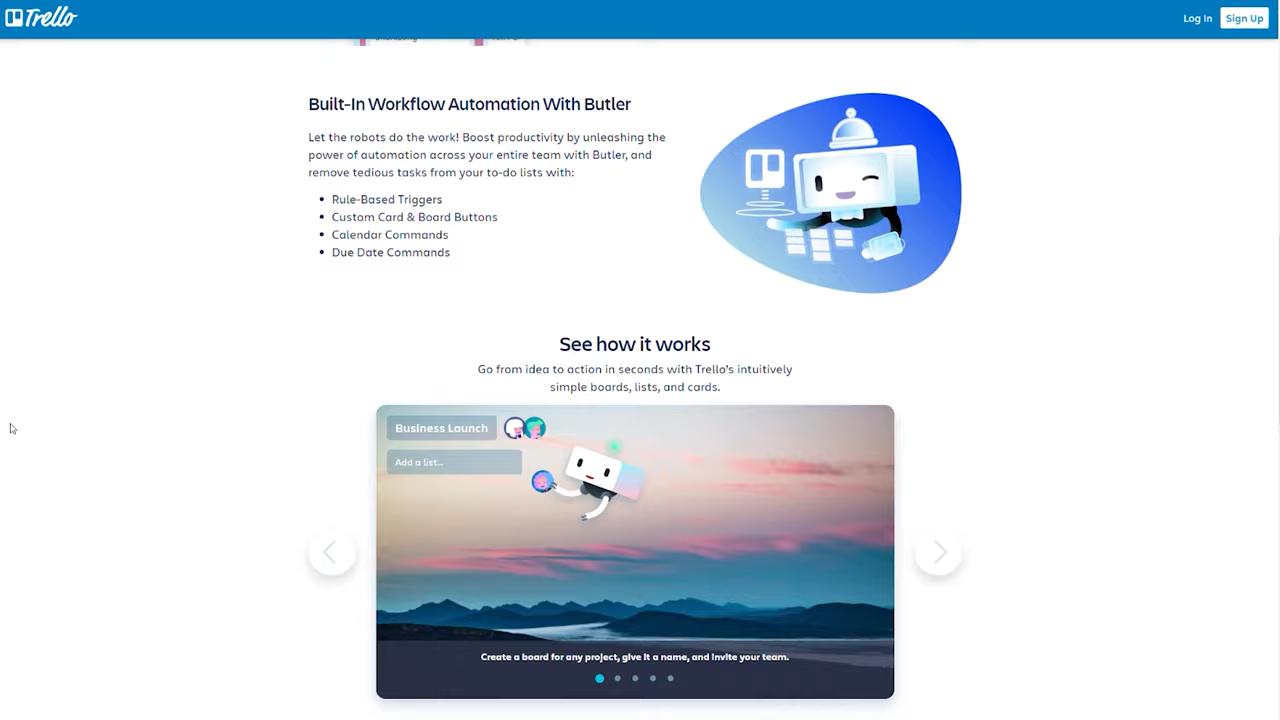 Trello
Log In
Sign Up
Built-In Workflow Automation With Butler
Let the robots do the work! Boost productivity by unleashing the
power of automation across your entire team with Butler, and
remove tedious tasks from your to-do lists with:
Rule-Based Triggers
Custom Card & Board Buttons
Calendar Commands
Due Date Commands
See how it works
Go from idea to action in seconds with Trello's intuitively
simple boards, lists, and cards.
Business Launch
Add a list...
Create a board for any project, give it a name, and invite your team.